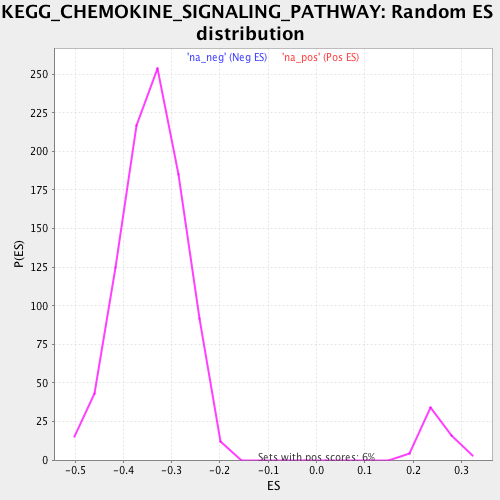 KEGG_CHEMOKINE_SIGNALING_PATHWAY: Random ES
distribution
'na_neg' (Neg ES) 'na_pos' (Pos ES)
250
225
200
175
150
125
100
75
50
25
0
P(ES)
Sets with pos scores: 6%
-0.5 -0.4 -0.3 -0.2 -0.1 0.0 0.1 0.2 0.3
ES